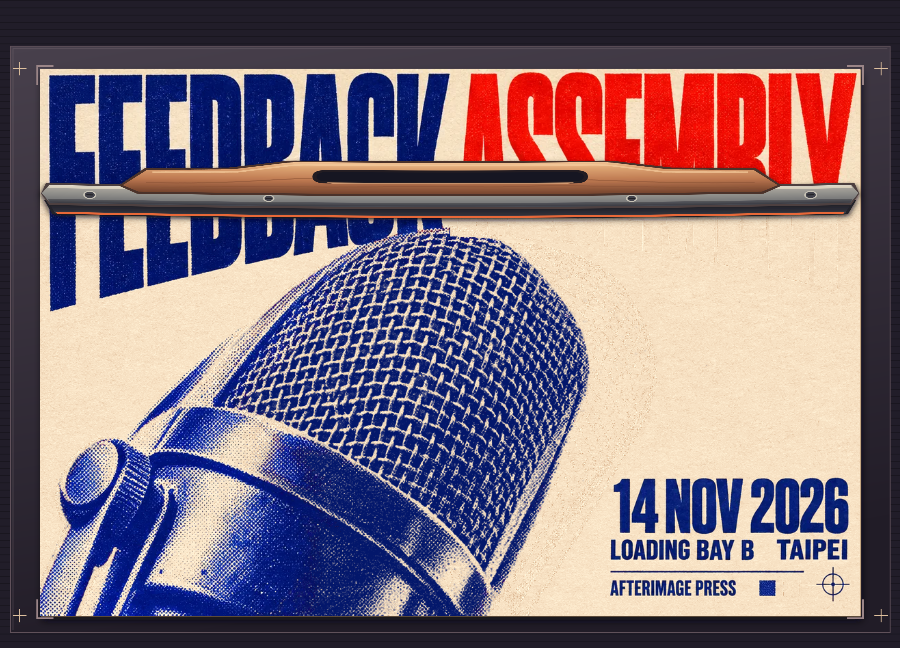 FEEDBACK ASSEMBLY
14 NOV 2026
LOADING BAY B TAIPEI
AFTERIMAGE PRESS